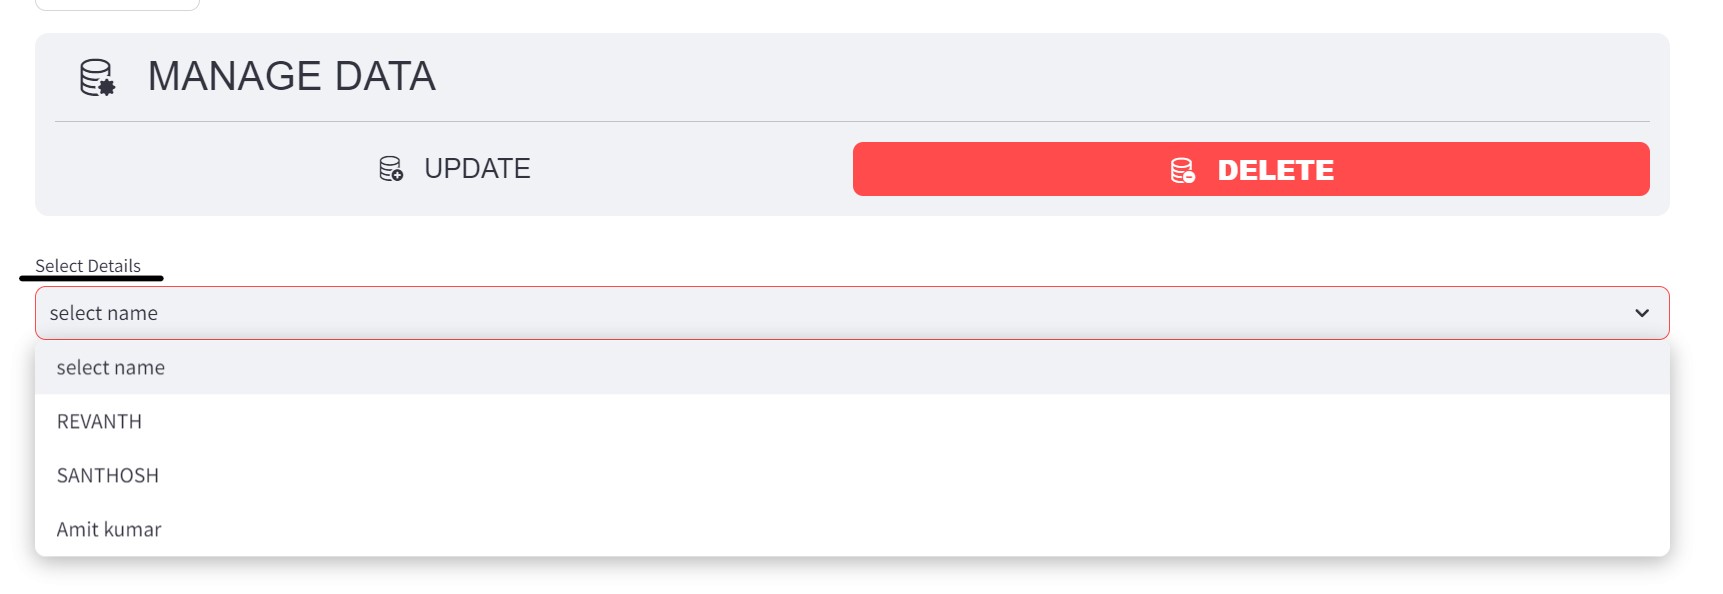 MANAGE DATA
UPDATE
DELETE
Select Details
select name
select name
REVANTH
SANTHOSH
Amit kumar